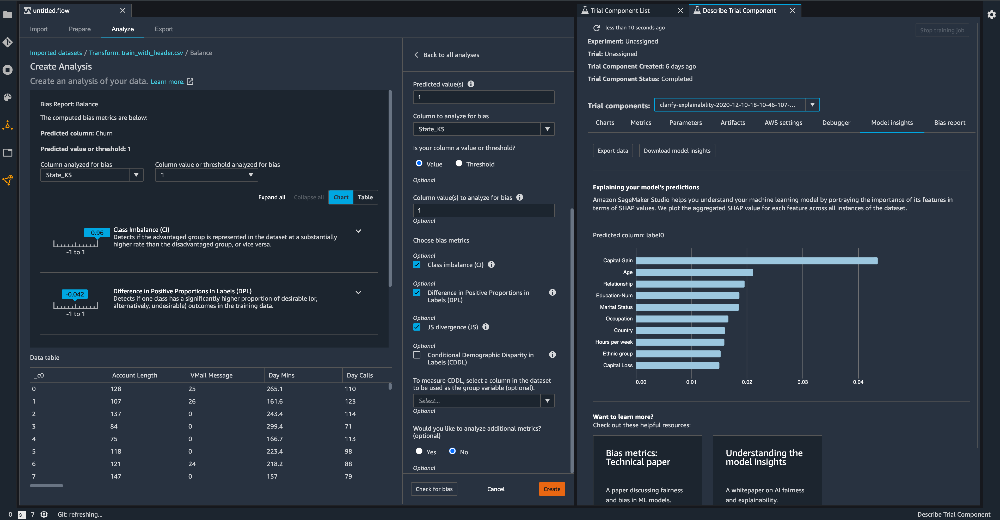 untitled.flow
Import Prepare Analyze Export
Imported datasets / Transform: train_with_header.csv / Balance
Create Analysis
Create an analysis of your data. Learn more.
Bias Report: Balance
The computed bias metrics are below:
Predicted column: Churn
Predicted value or threshold: 1
Column analyzed for bias Column value or threshold analyzed for bias
State_KS 1
Expand all Collapse all Chart Table
0.96
-1 to 1
Class Imbalance (CI)
Detects if the advantaged group is represented in the dataset at a substantially
higher rate than the disadvantaged group, or vice versa.
-0.042
-1 to 1
Difference in Positive Proportions in Labels (DPL)
Detects if one class has a significantly higher proportion of desirable (or,
alternatively, undesirable) outcomes in the training data.
Data table
_c0 Account Length VMail Message Day Mins Day Calls
0 128 25 265.1 110
1 107 26 161.6 123
2 137 0 243.4 114
3 84 0 299.4 71
4 75 0 166.7 113
5 118 0 223.4 98
6 121 24 218.2 88
7 147 0 157 79
Back to all analyses
Predicted value(s)
1
Column to analyze for bias
State_KS
Is your column a value or threshold?
Value Threshold
Optional
Column value(s) to analyze for bias
1
Optional
Choose bias metrics
Optional
Class imbalance (CI)
Optional
Difference in Positive Proportions in
Labels (DPL)
Optional
JS divergence (JS)
Optional
Conditional Demographic Disparity in
Labels (CDDL)
To measure CDDL, select a column in the dataset
to be used as the group variable (optional).
Select...
Optional
Would you like to analyze additional metrics?
(optional)
Yes No
Optional
Check for bias Cancel Create
Trial Component List Describe Trial Component
less than 10 seconds ago
Stop training job
Experiment: Unassigned
Trial: Unassigned
Trial Component Created: 6 days ago
Trial Component Status: Completed
Trial components: clarify-explainability-2020-12-10-18-10-46-107-...
Charts Metrics Parameters Artifacts AWS settings Debugger Model insights Bias report
Export data Download model insights
Explaining your model's predictions
Amazon SageMaker Studio helps you understand your machine learning model by portraying the importance of its features in
terms of SHAP values. We plot the aggregated SHAP value for each feature across all instances of the dataset.
Predicted column: label0
Capital Gain
Age
Relationship
Education-Num
Marital Status
Occupation
Country
Hours per week
Ethnic group
Capital Loss
0.00 0.01 0.02 0.03 0.04
Want to learn more?
Check out these helpful resources:
Bias metrics:
Technical paper
A paper discussing fairness
and bias in ML models.
Understanding the
model insights
A whitepaper on AI fairness
and explainability.
0 $_ 7 Git: refreshing... Describe Trial Component